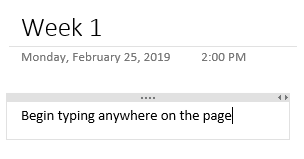 Week 1
Monday, February 25, 2019 2:00 PM
Begin typing anywhere on the page